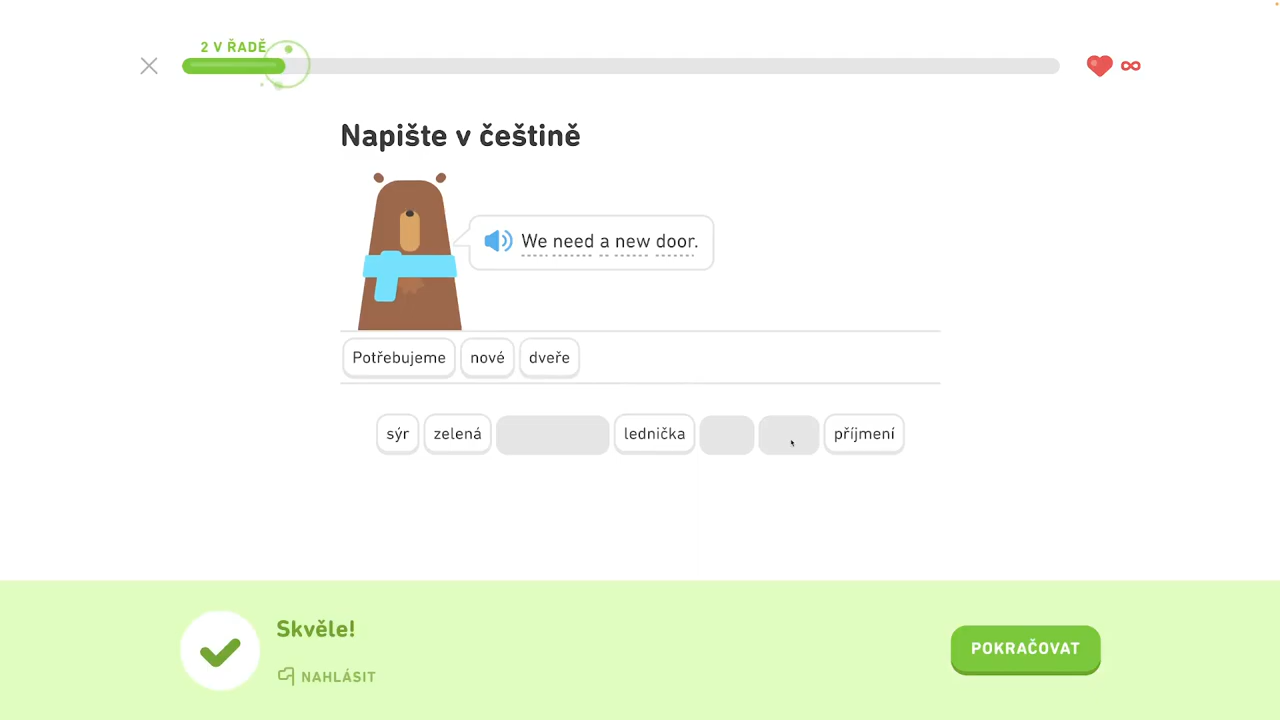 2 V ŘADĚ
Napište v češtině
We need a new door.
Potřebujeme nové dveře
sýr zelená lednička příjmení
Skvěle!
NAHLÁSIT
POKRAČOVAT